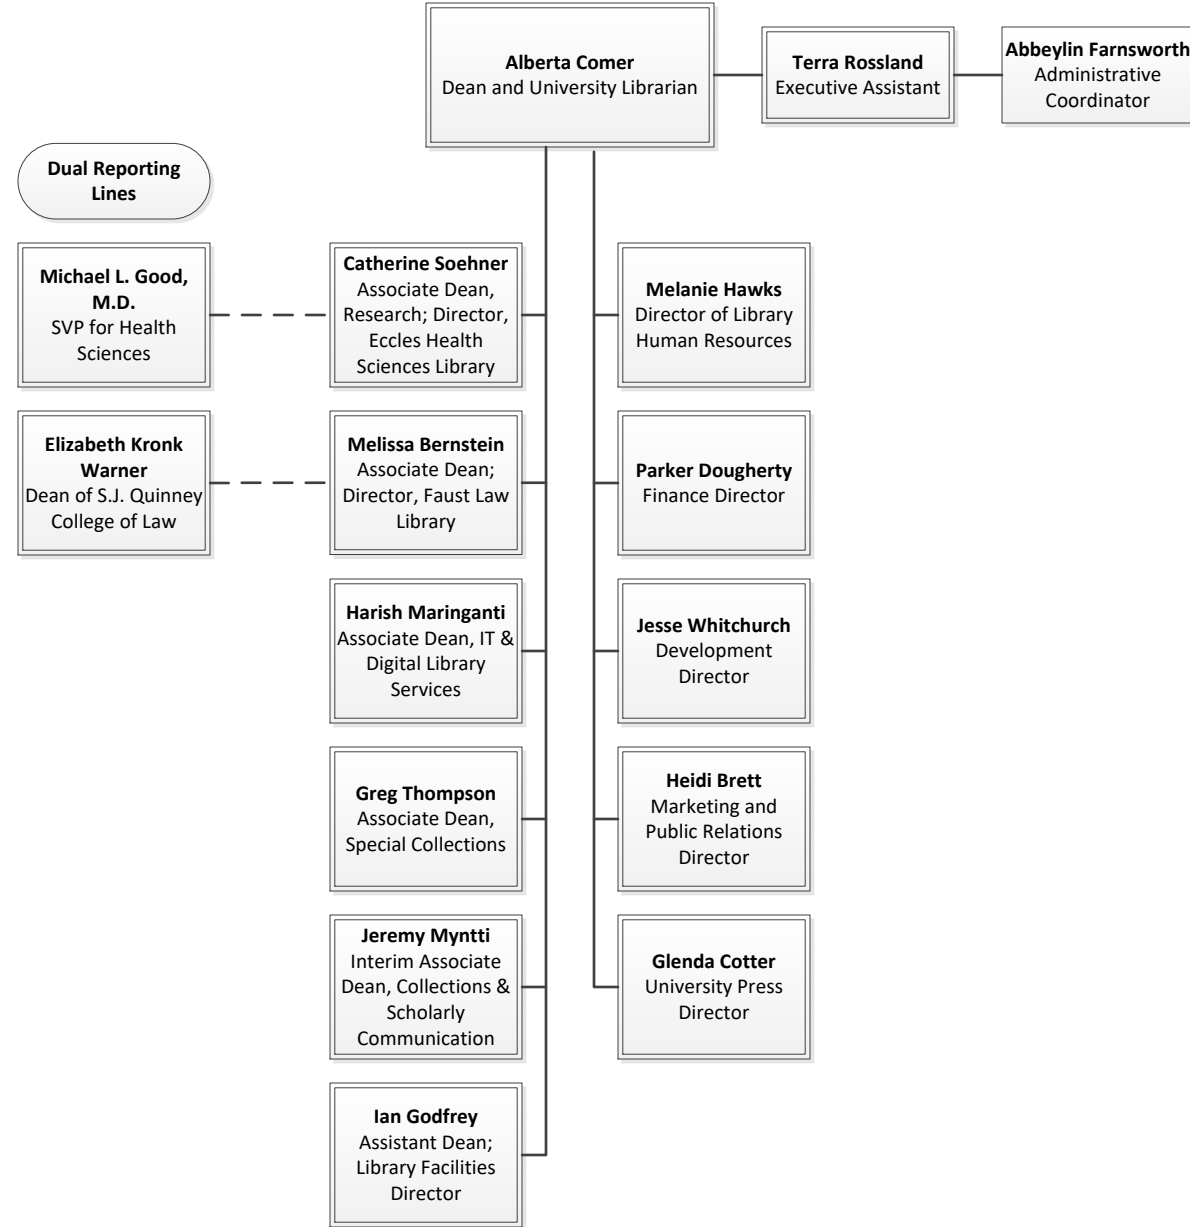 Alberta Comer
Dean and University Librarian
Terra Rossland
Executive Assistant
Abbeylin Farnsworth
Administrative
Coordinator
Dual Reporting
Lines
Michael L. Good,
M.D.
SVP for Health
Sciences
Catherine Soehner
Associate Dean,
Research; Director,
Eccles Health
Sciences Library
Melanie Hawks
Director of Library
Human Resources
Elizabeth Kronk
Warner
Dean of S.J. Quinney
College of Law
Melissa Bernstein
Associate Dean;
Director, Faust Law
Library
Parker Dougherty
Finance Director
Harish Maringanti
Associate Dean, IT &
Digital Library
Services
Jesse Whitchurch
Development
Director
Greg Thompson
Associate Dean,
Special Collections
Heidi Brett
Marketing and
Public Relations
Director
Jeremy Myntti
Interim Associate
Dean, Collections &
Scholarly
Communication
Glenda Cotter
University Press
Director
Ian Godfrey
Assistant Dean;
Library Facilities
Director